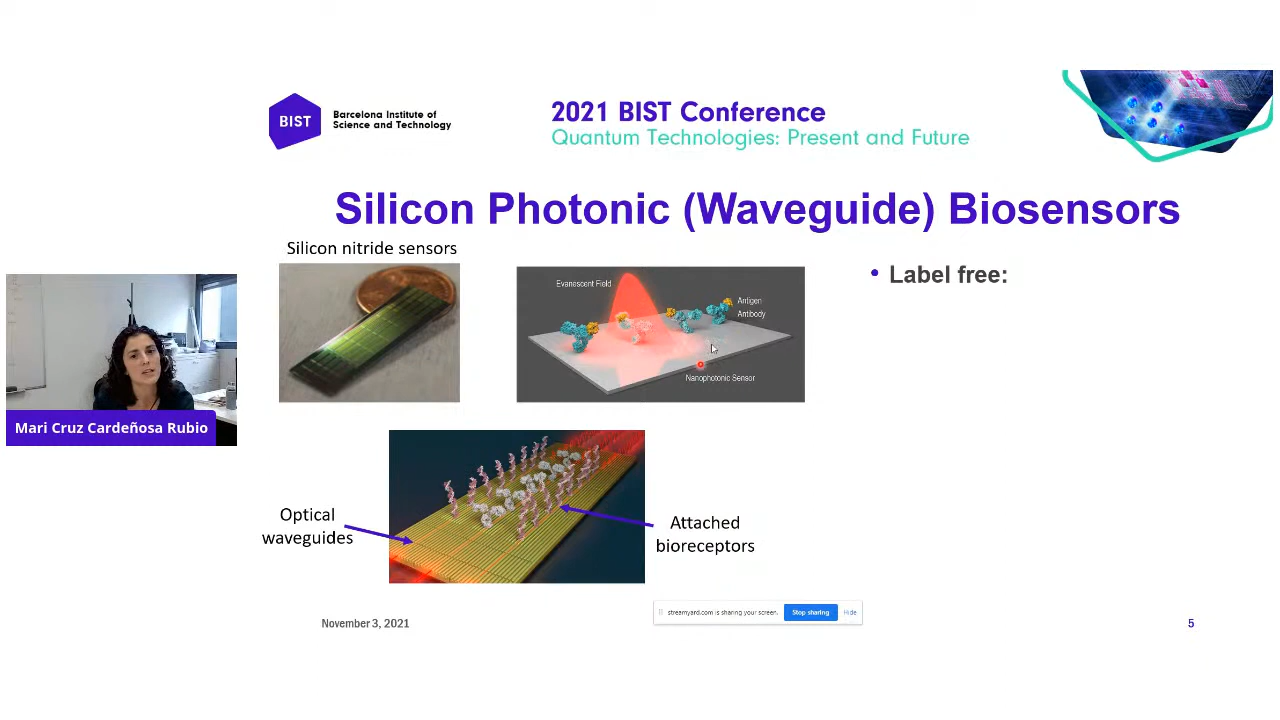 BIST
Barcelona Institute of
Science and Technology
2021 BIST Conference
Quantum Technologies: Present and Future
Silicon Photonic (Waveguide) Biosensors
Silicon nitride sensors
Evanescent Field
Antigen
Antibody
Nanophotonic Sensor
• Label free:
Mari Cruz Cardeñosa Rubio
Optical
waveguides
Attached
bioreceptors
streamyard.com is sharing your screen.
Stop sharing
Hide
November 3, 2021
5